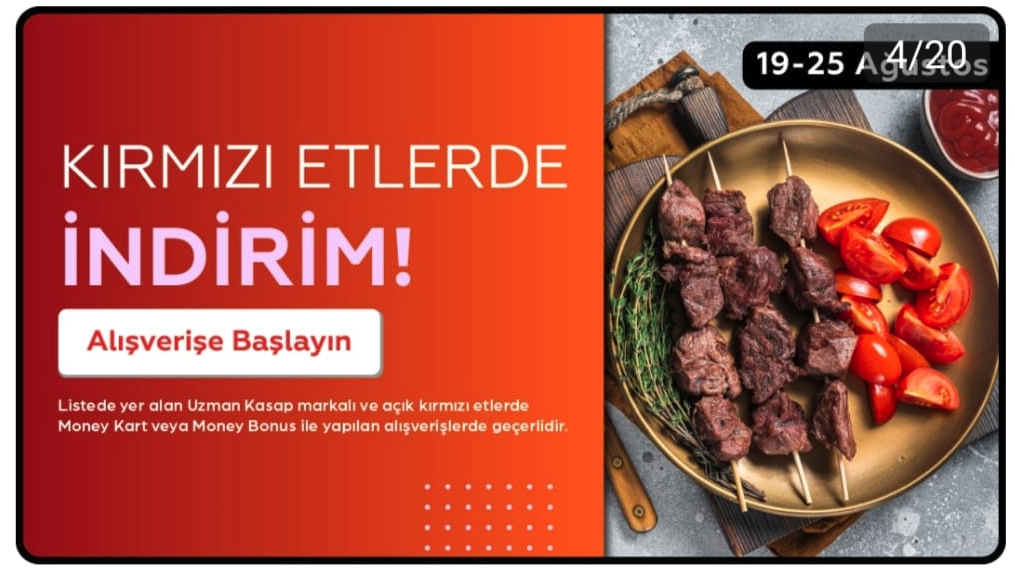 19-25 Ağustos
4/20
KIRMIZI ETLERDE
İNDİRİM!
Alışverişe Başlayın
Listede yer alan Uzman Kasap markalı ve açık kırmızı etlerde
Money Kart veya Money Bonus ile yapılan alışverişlerde geçerlidir.